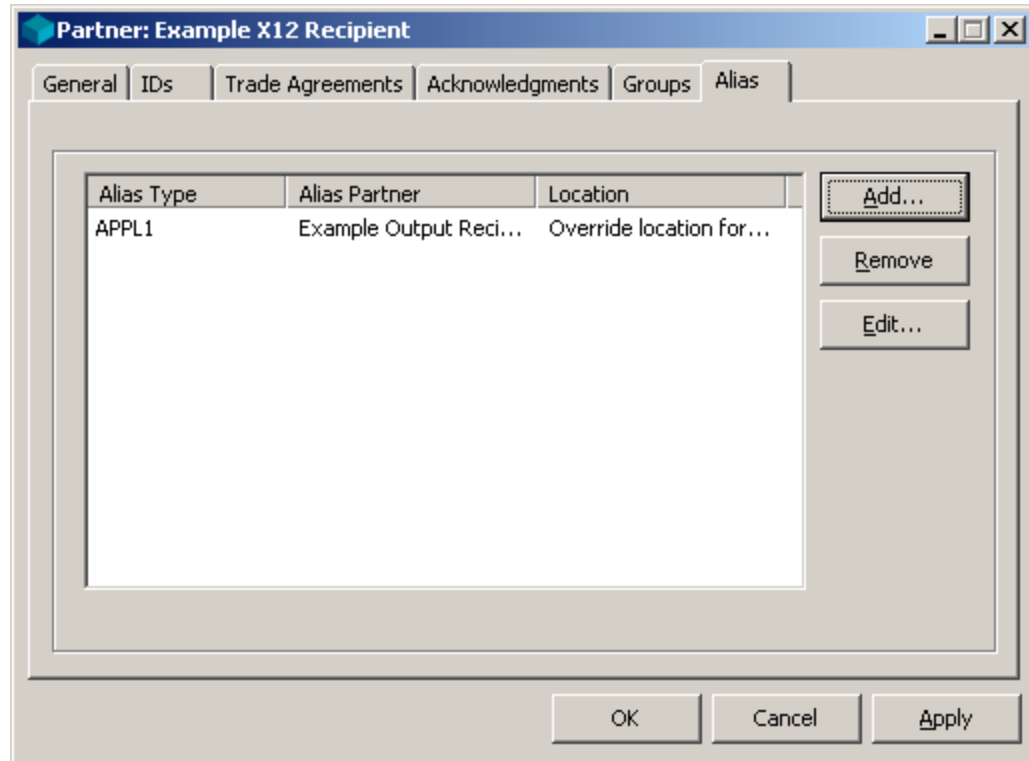 Partner: Example X12 Recipient
General IDs Trade Agreements Acknowledgments Groups Alias
Alias Type Alias Partner Location Add...
APPL1 Example Output Reci... Override location for...
Remove
Edit...
OK Cancel Apply